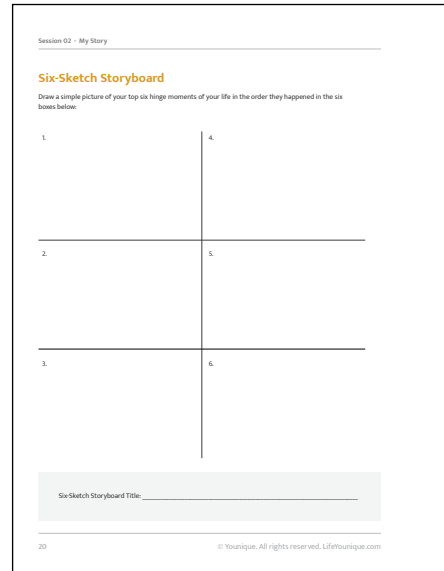 Session 02 · My Story
Six-Sketch Storyboard
Draw a simple picture of your top six hinge moments of your life in the order they happened in the six
boxes below:
1.
4.
2.
5.
3.
6.
Six-Sketch Storyboard Title:
20
© Younique. All rights reserved. LifeYounique.com